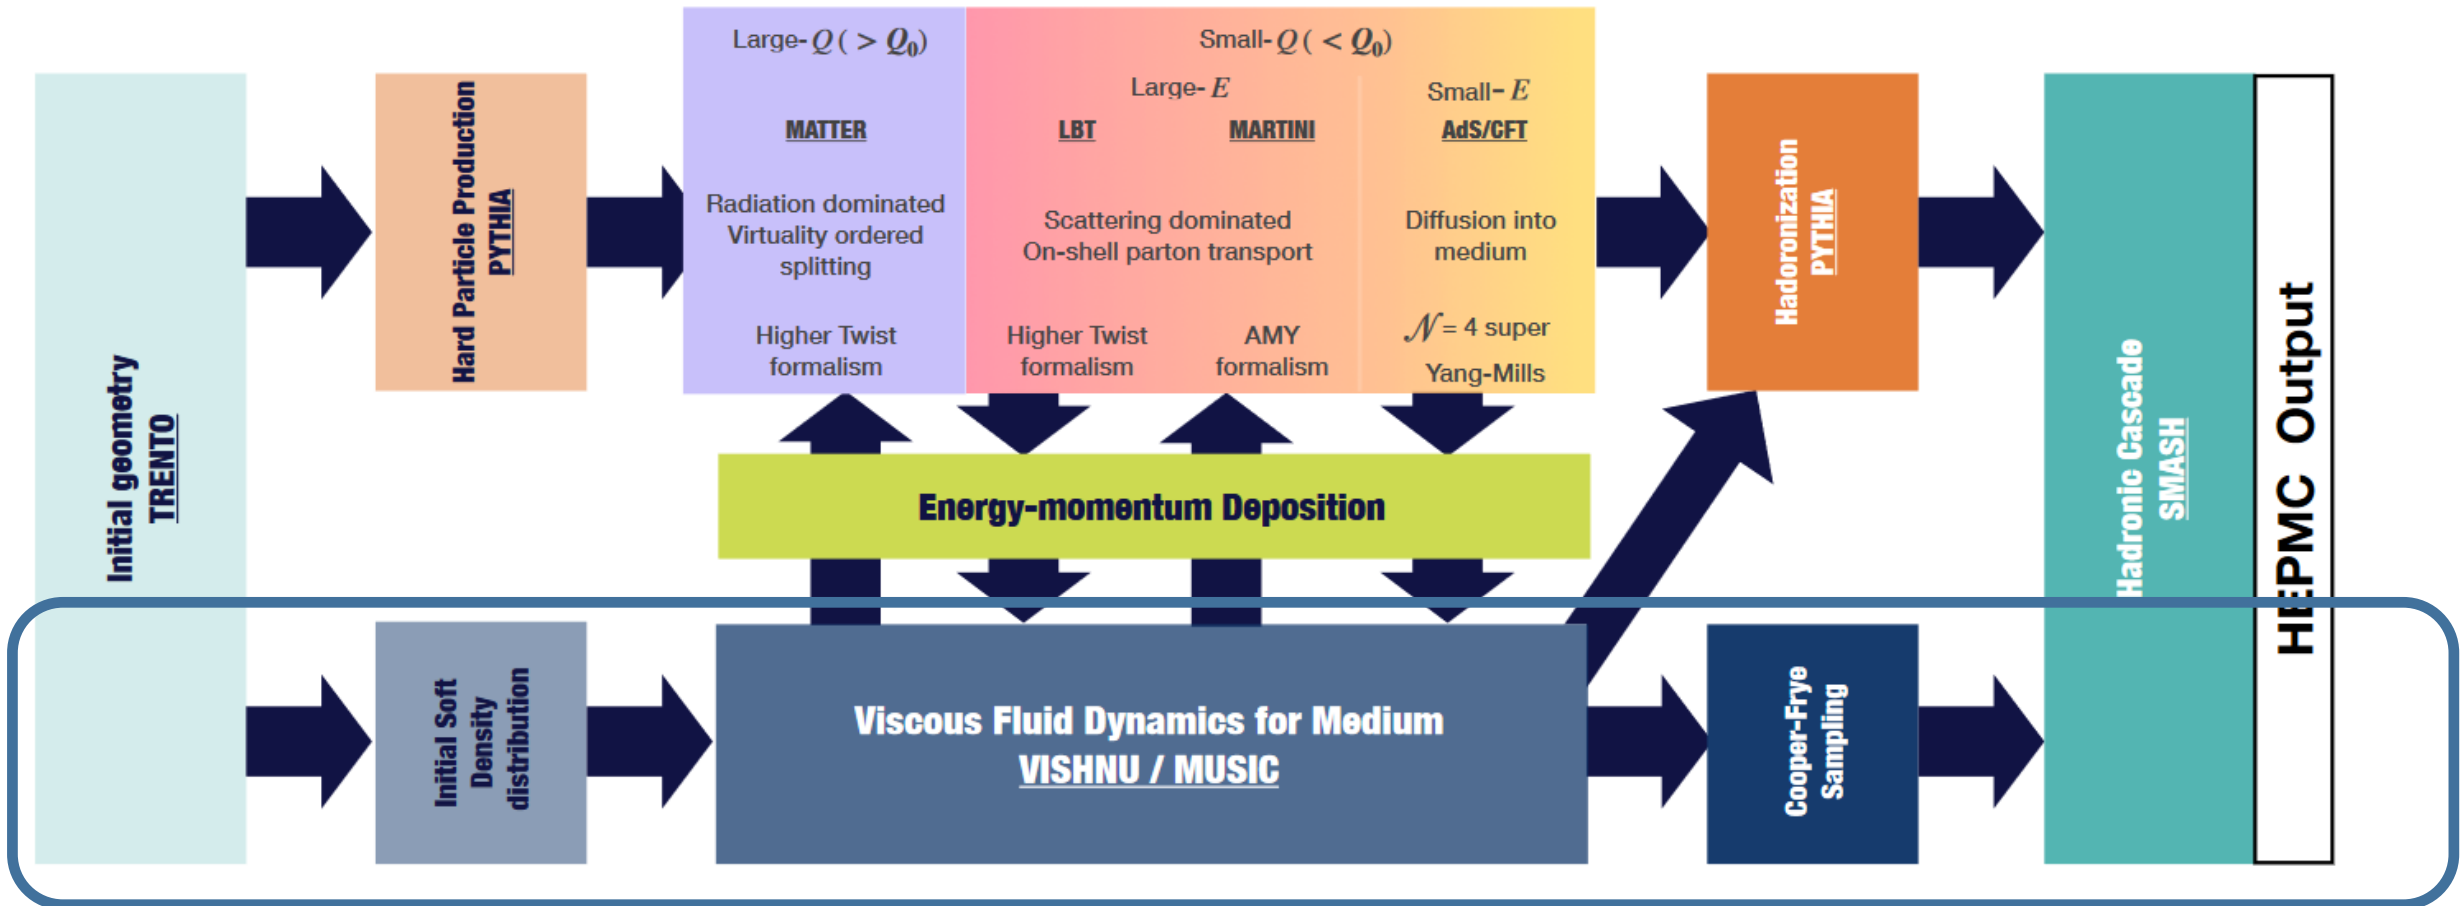 Initial geometry
TRENTO
Hard Particle Production
PYTHIA
Large-Q ( > Q₀)
MATTER
Radiation dominated
Virtuality ordered
splitting
Higher Twist
formalism
Small-Q ( < Q₀)
Large-E
LBT
MARTINI
Scattering dominated
On-shell parton transport
Higher Twist
formalism
AMY
formalism
Small-E
AdS/CFT
Diffusion into
medium
𝒩 = 4 super
Yang-Mills
Hadoronization
PYTHIA
Energy-momentum Deposition
Initial Soft
Density
distribution
Viscous Fluid Dynamics for Medium
VISHNU / MUSIC
Cooper-Frye
Sampling
Hadronic Cascade
SMASH
HEPMC Output